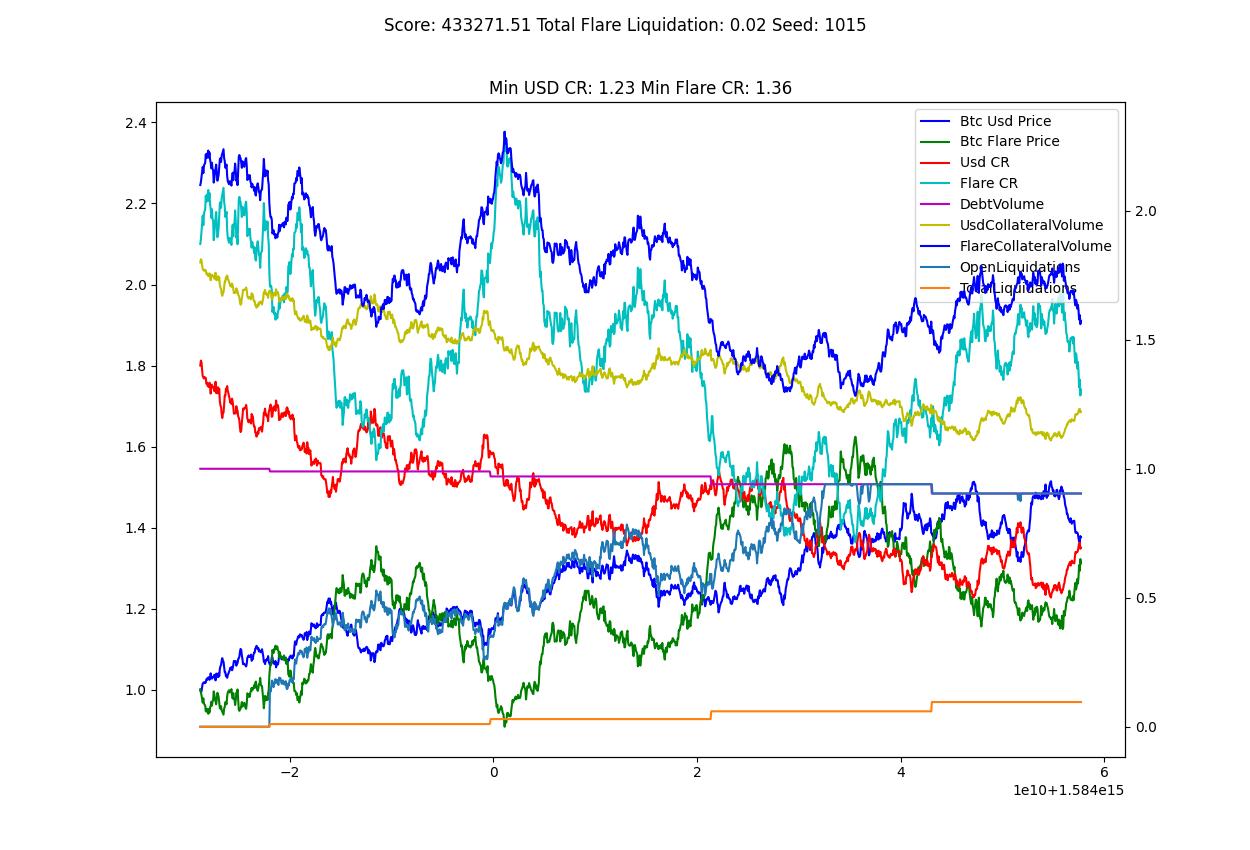 Score: 433271.51 Total Flare Liquidation: 0.02 Seed: 1015
Min USD CR: 1.23 Min Flare CR: 1.36
2.4
2.2
2.0
1.8
1.6
1.4
1.2
1.0
Btc Usd Price
Btc Flare Price
Usd CR
Flare CR
DebtVolume
UsdCollateralVolume
FlareCollateralVolume
OpenLiquidations
TotalLiquidations
2.0
1.5
1.0
0.5
0.0
−2
0
2
4
6
1e10+1.584e15